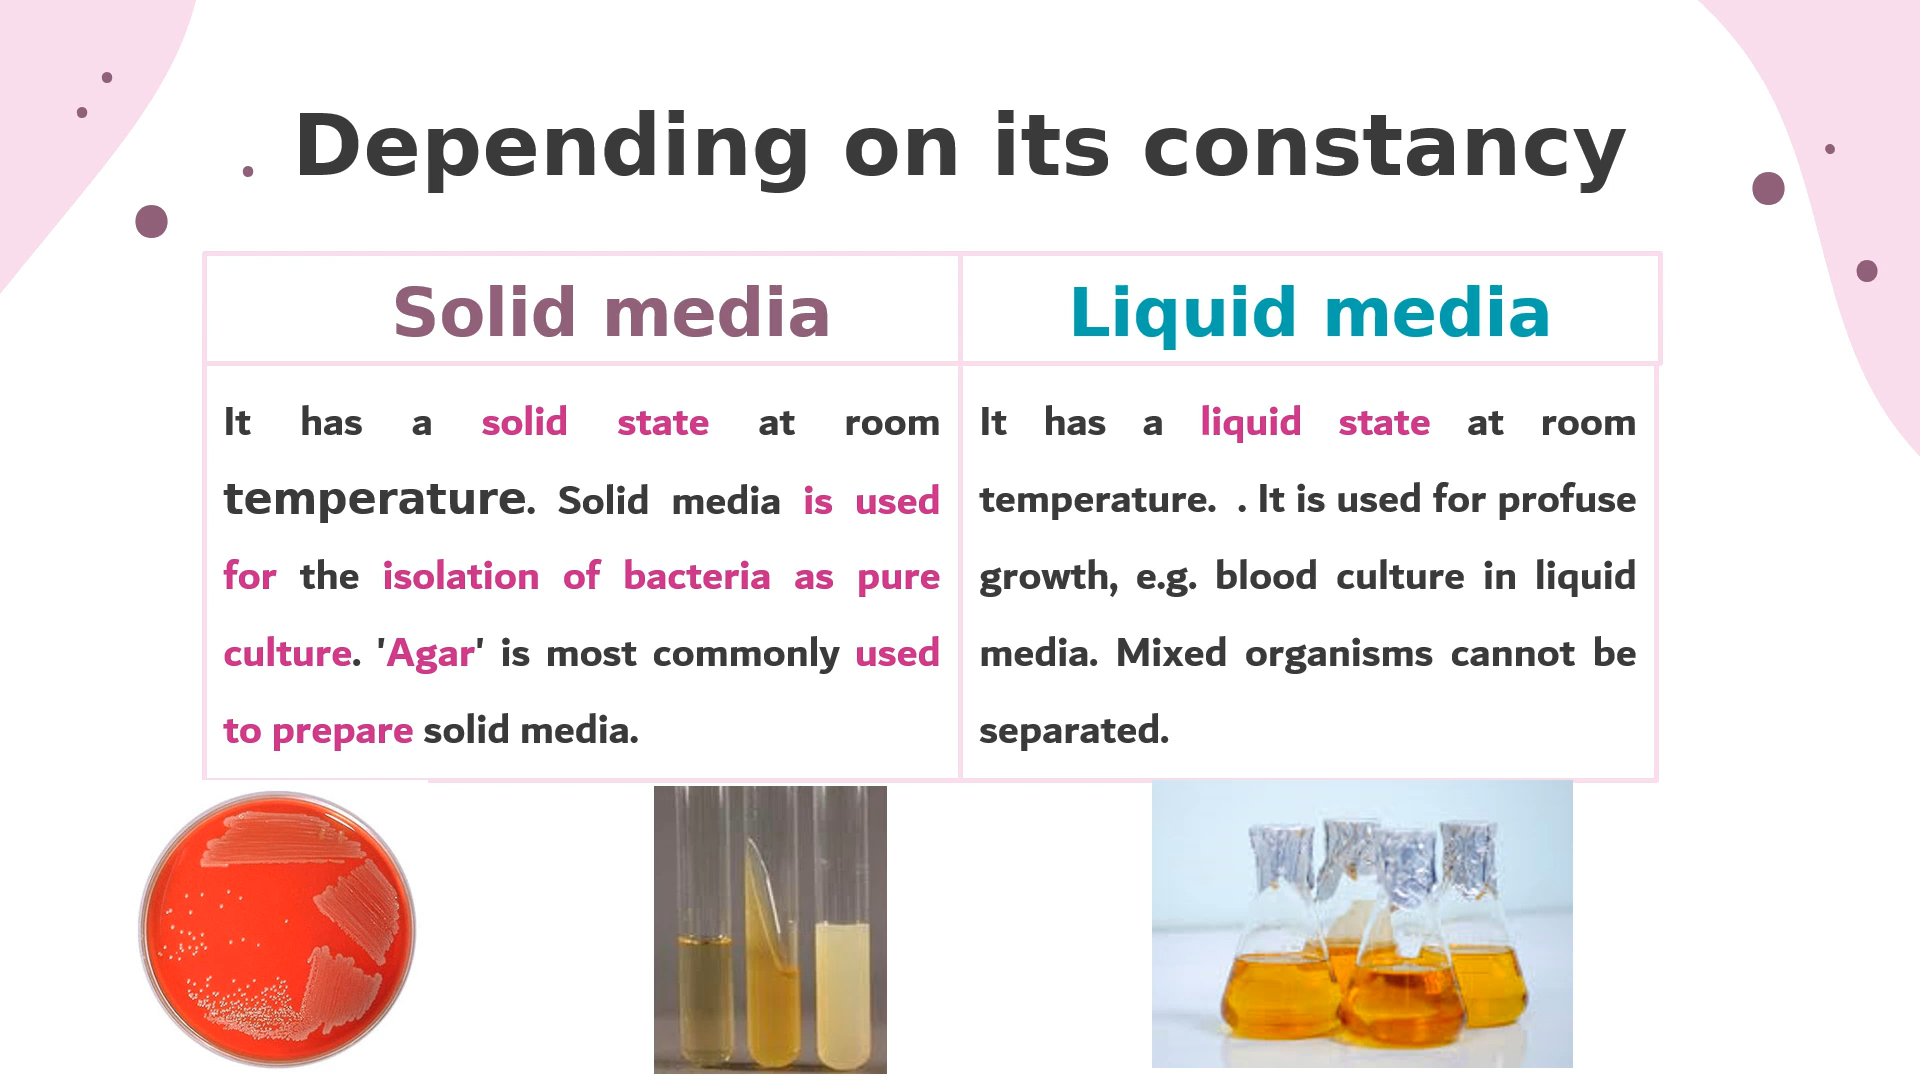 Depending on its constancy
Solid media
Liquid media
It has a solid state at room
temperature. Solid media is used
for the isolation of bacteria as pure
culture. 'Agar' is most commonly used
to prepare solid media.
It has a liquid state at room
temperature.  . It is used for profuse
growth, e.g. blood culture in liquid
media. Mixed organisms cannot be
separated.